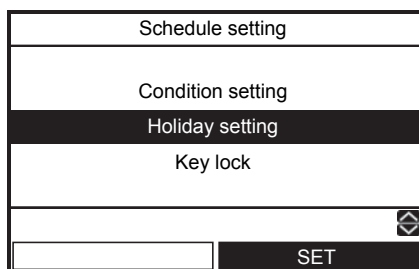 Schedule setting
Condition setting
Holiday setting
Key lock
SET